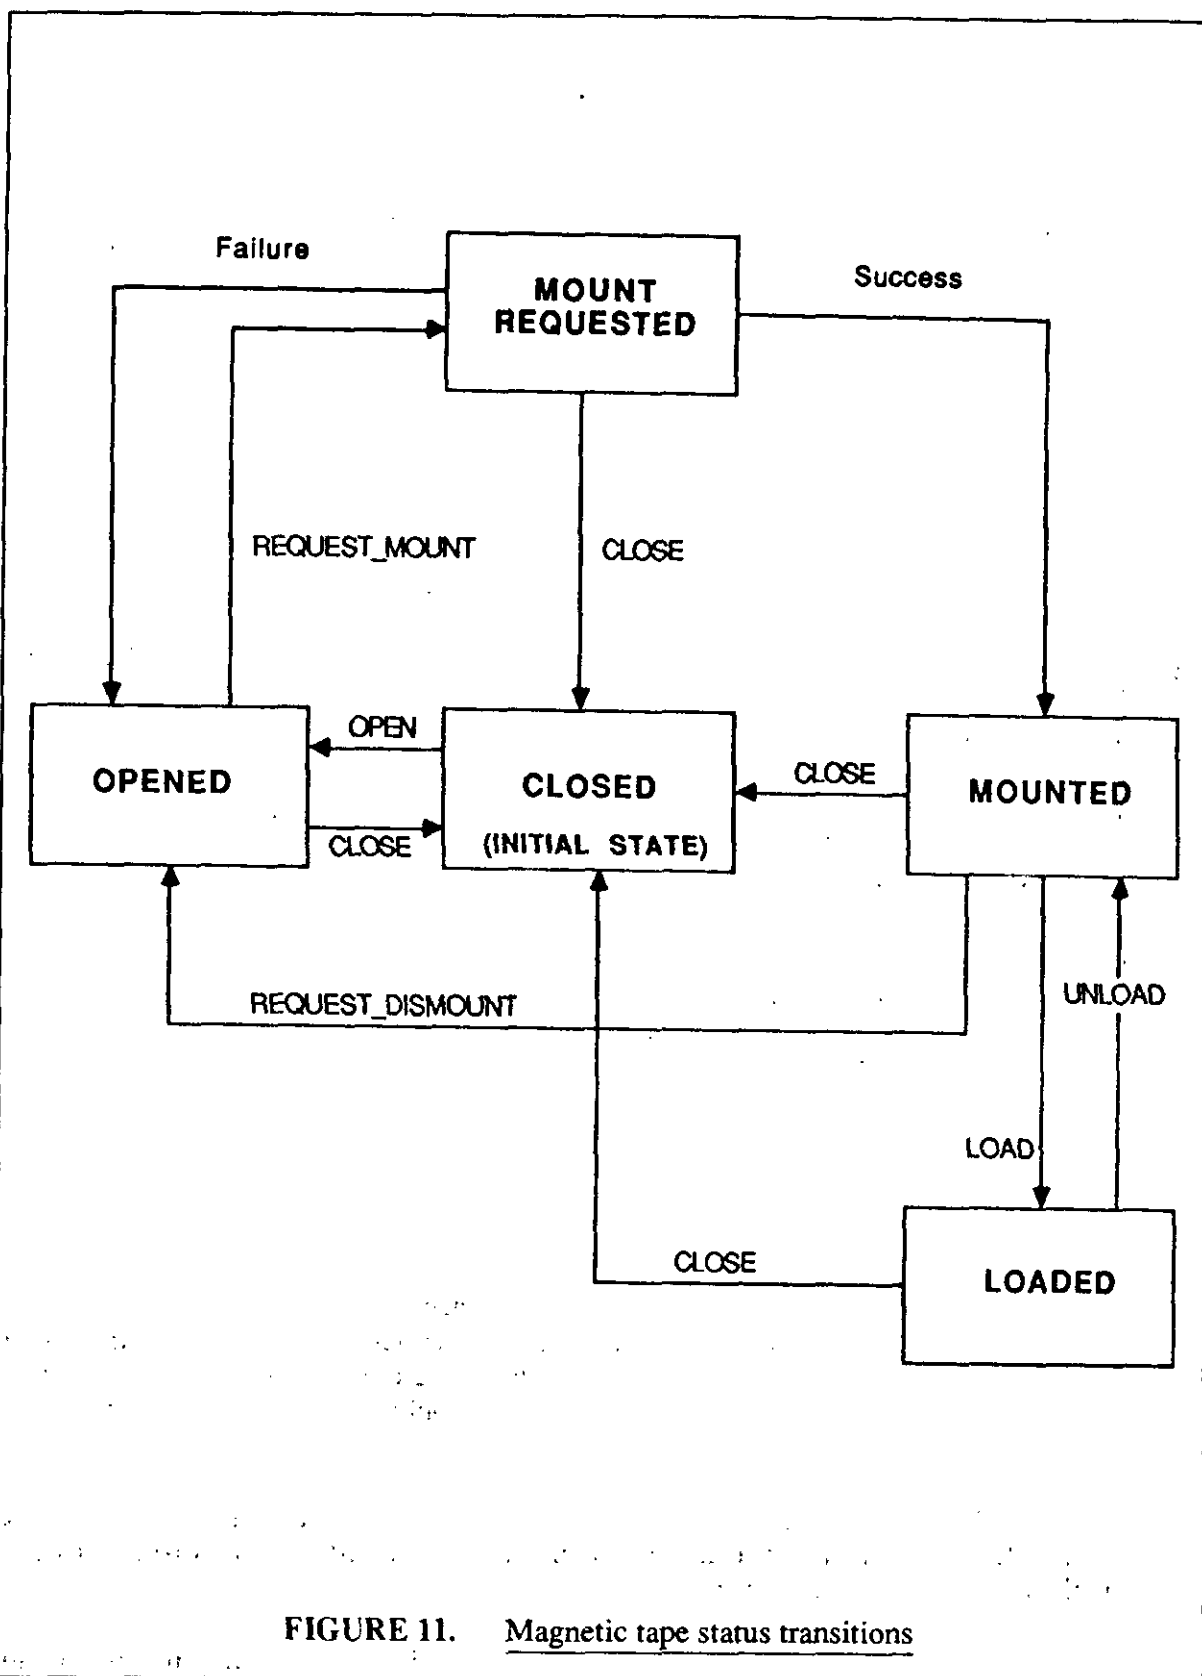 Failure
MOUNT
REQUESTED
Success
REQUEST_MOUNT
CLOSE
OPENED
OPEN
CLOSE
CLOSED
(INITIAL STATE)
CLOSE
MOUNTED
REQUEST_DISMOUNT
UNLOAD
LOAD
CLOSE
LOADED
FIGURE 11. Magnetic tape status transitions